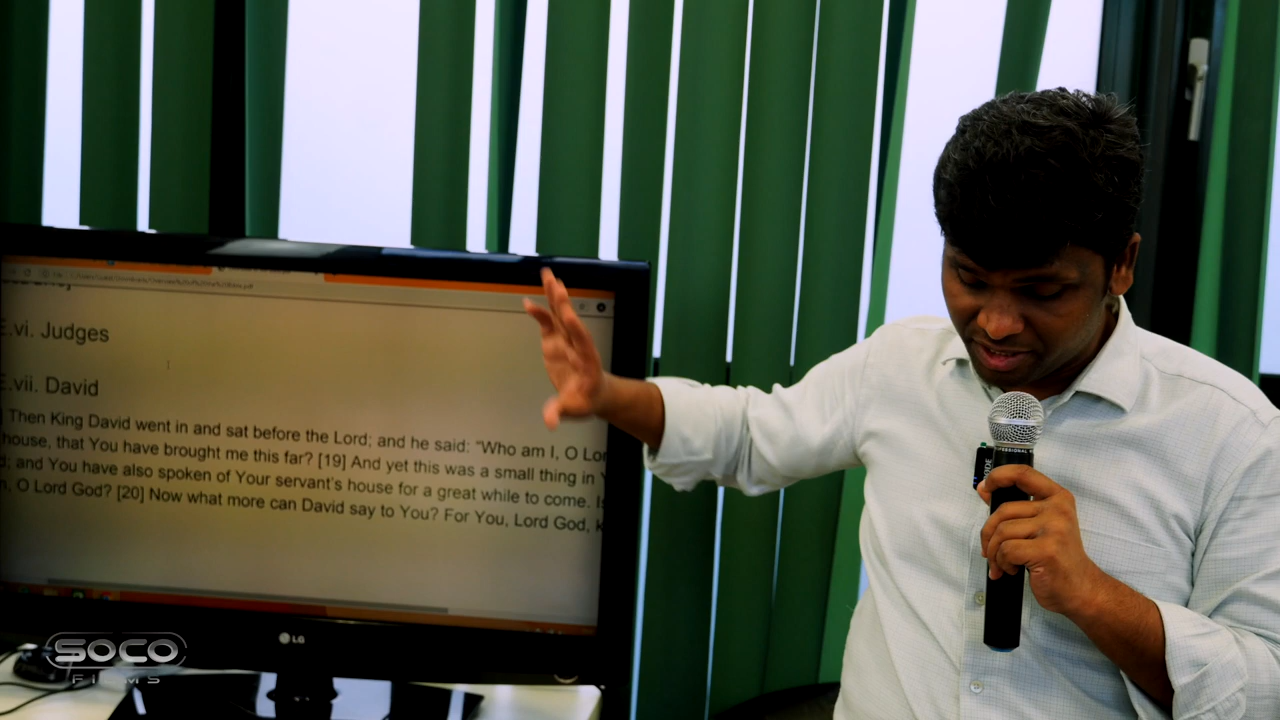 E.vi. Judges
E.vii. David
Then King David went in and sat before the Lord; and he said: “Who am I, O Lor
house, that You have brought me this far? [19] And yet this was a small thing in Y
d; and You have also spoken of Your servant's house for a great while to come. Is
n, O Lord God? [20] Now what more can David say to You? For You, Lord God, k
LG
SOCO
FILMS